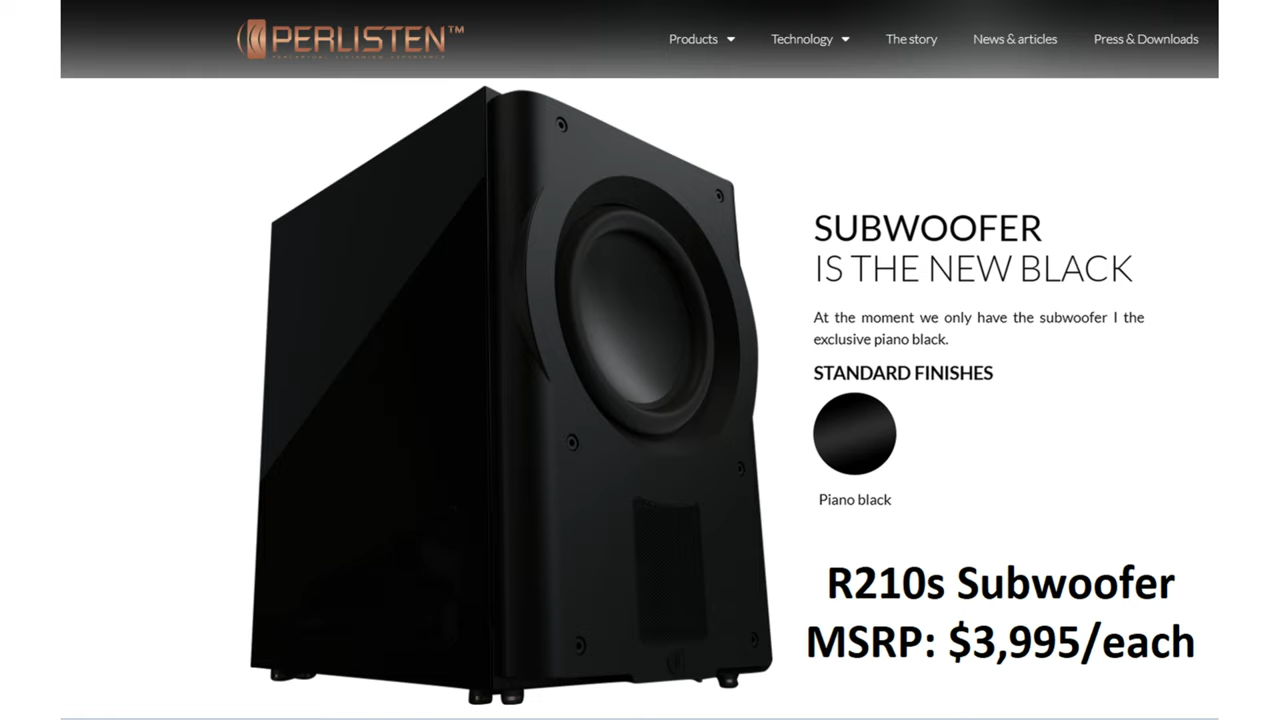 PERLISTEN™
Products
Technology
The story
News & articles
Press & Downloads
SUBWOOFER
IS THE NEW BLACK
At the moment we only have the subwoofer I the
exclusive piano black.
STANDARD FINISHES
Piano black
R210s Subwoofer
MSRP: $3,995/each